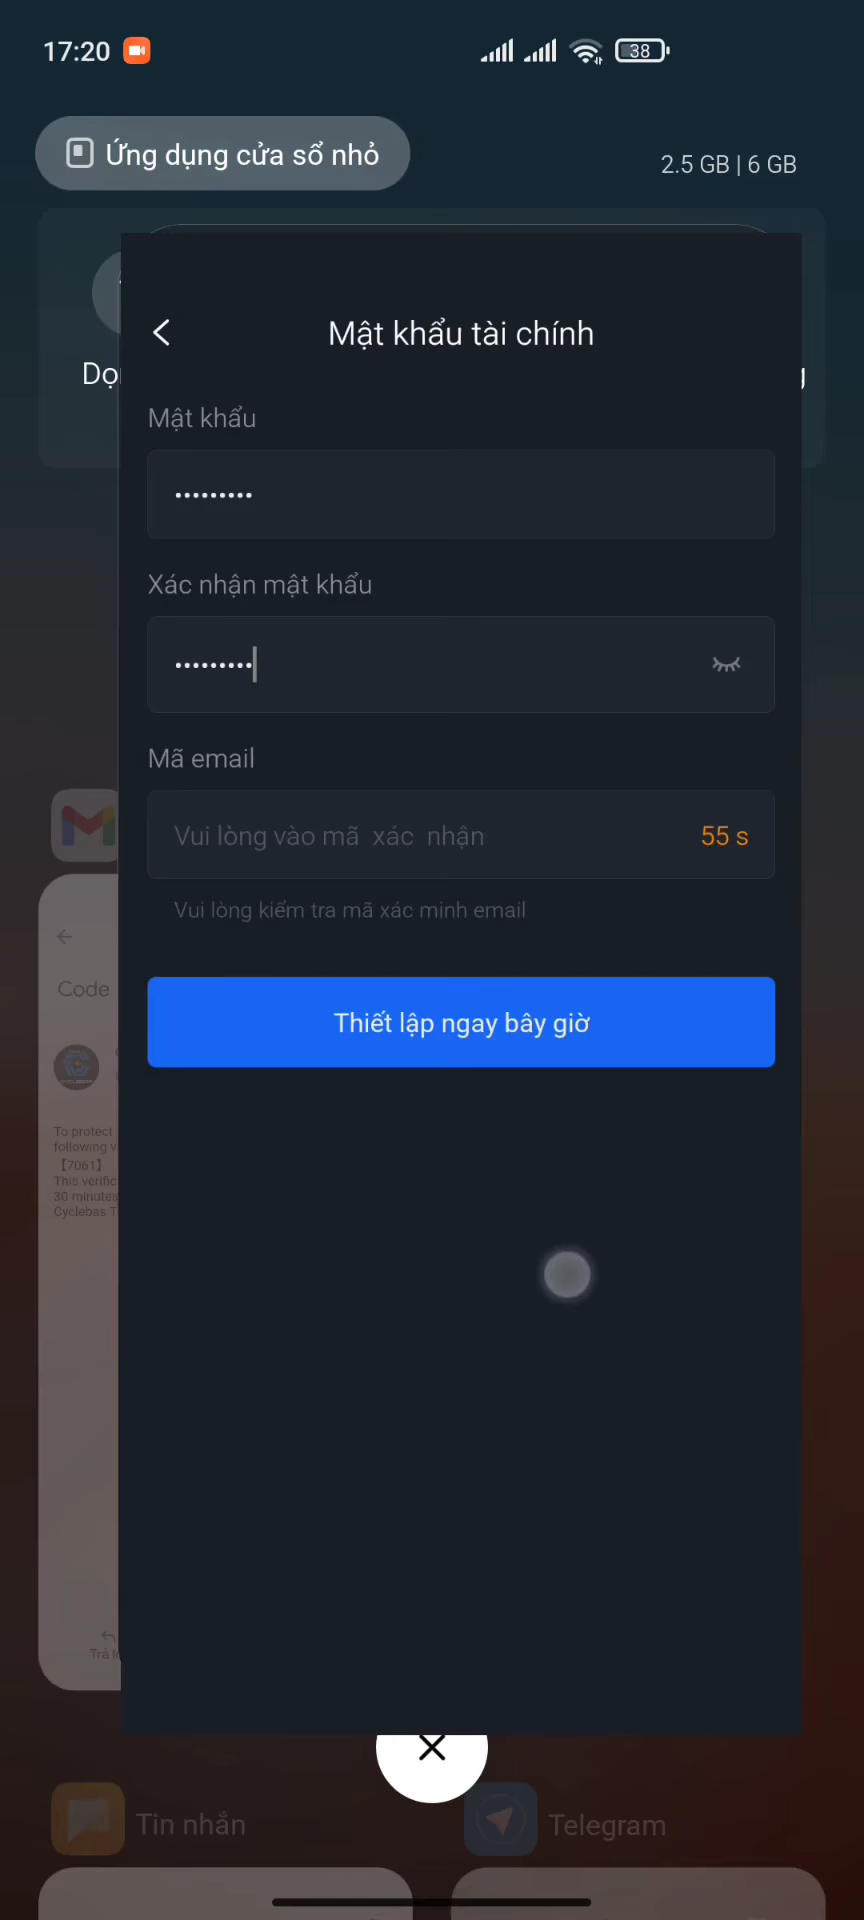 17:20
38
Ứng dụng cửa sổ nhỏ
2.5 GB | 6 GB
Mật khẩu tài chính
Mật khẩu
•••••••••
Xác nhận mật khẩu
•••••••••
Mã email
Vui lòng vào mã xác nhận
55 s
Vui lòng kiểm tra mã xác minh email
Thiết lập ngay bây giờ
Code
To protect
following
【7061】
This
30 minutes
Cyclebas
Tin nhắn
Telegram